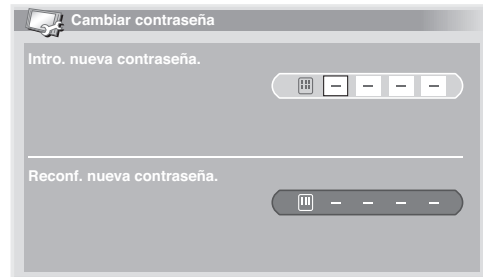 Cambiar contraseña
Intro. nueva contraseña.
– – – –
Reconf. nueva contraseña.
– – – –